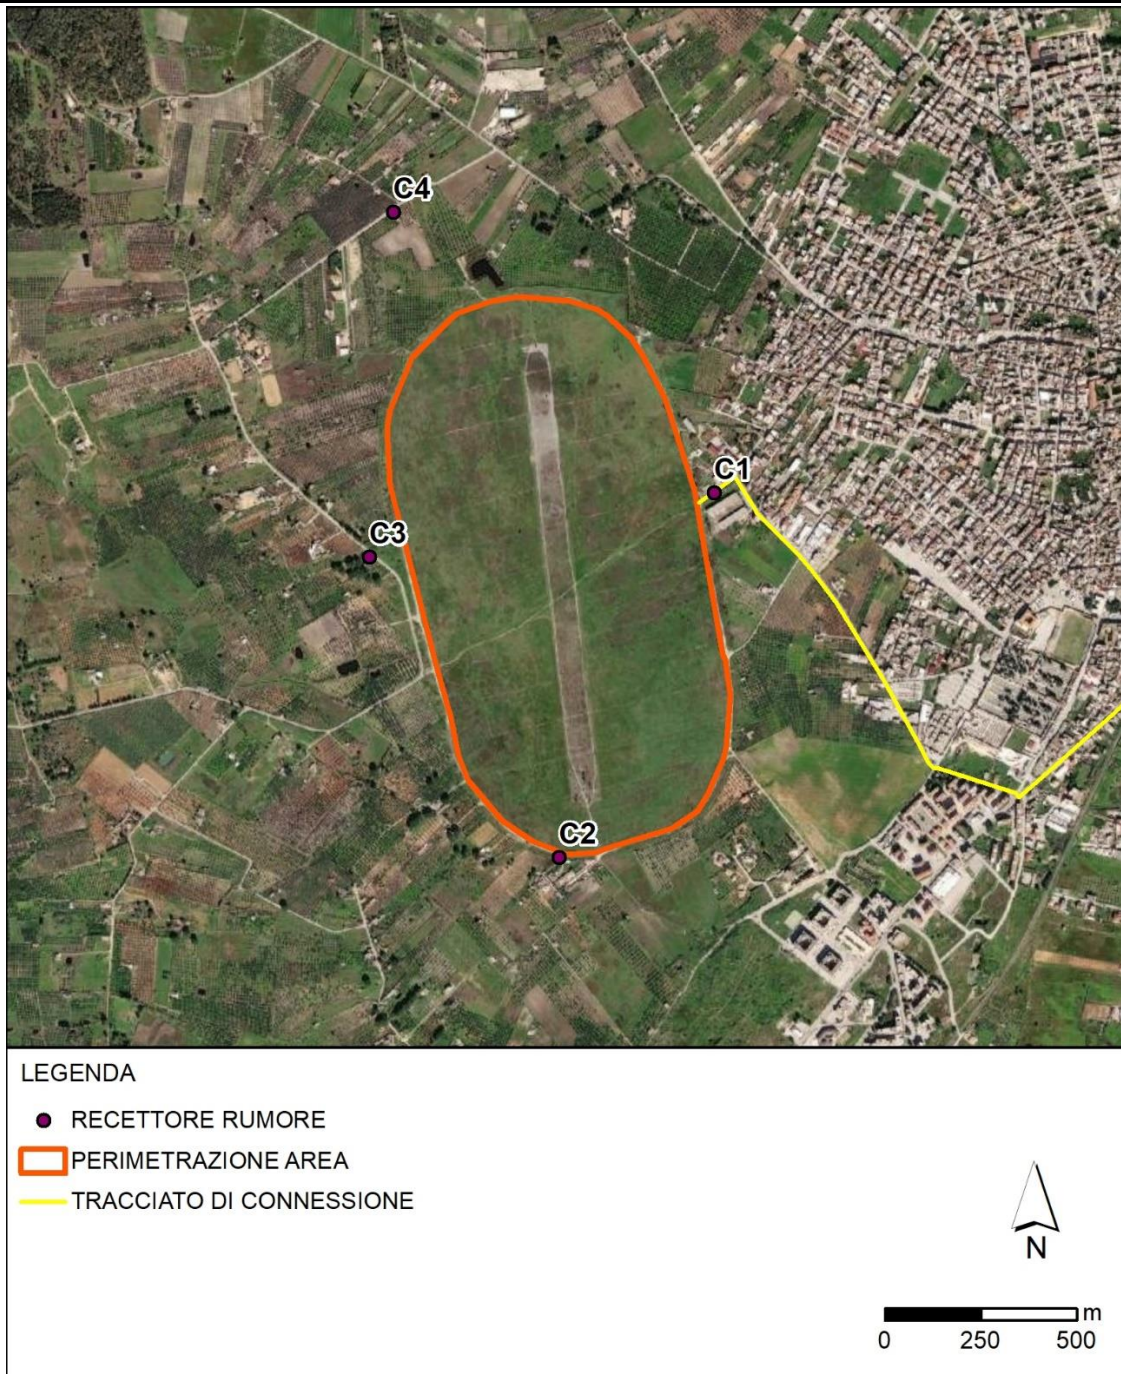 C4
C1
C3
C2
LEGENDA
RECETTORE RUMORE
PERIMETRAZIONE AREA
TRACCIATO DI CONNESSIONE
N
m
0 250 500